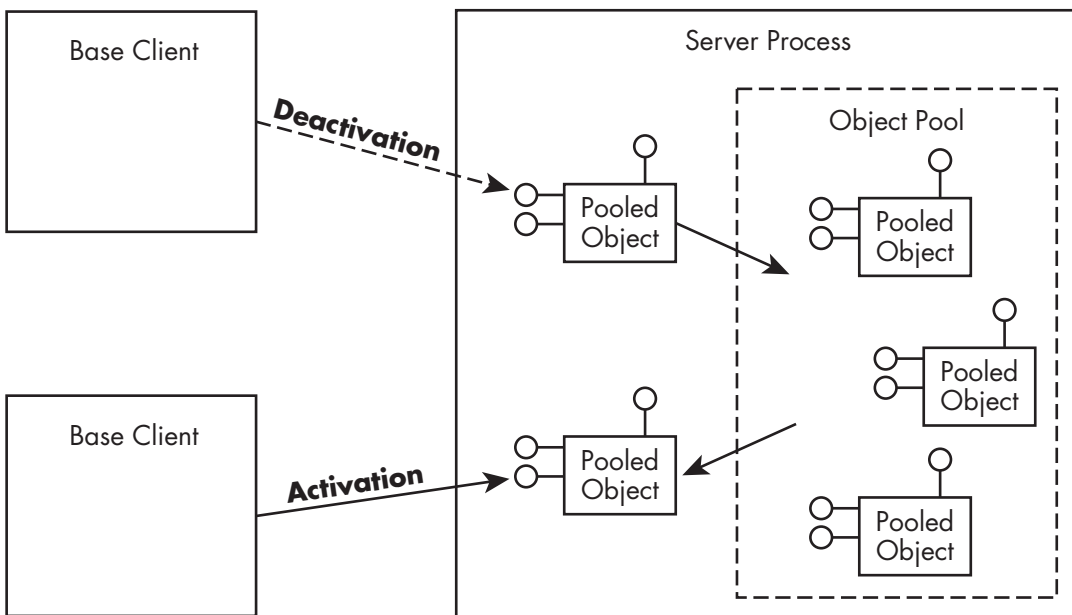 Base Client
Server Process
Object Pool
Deactivation
Pooled
Object
Pooled
Object
Pooled
Object
Base Client
Activation
Pooled
Object
Pooled
Object